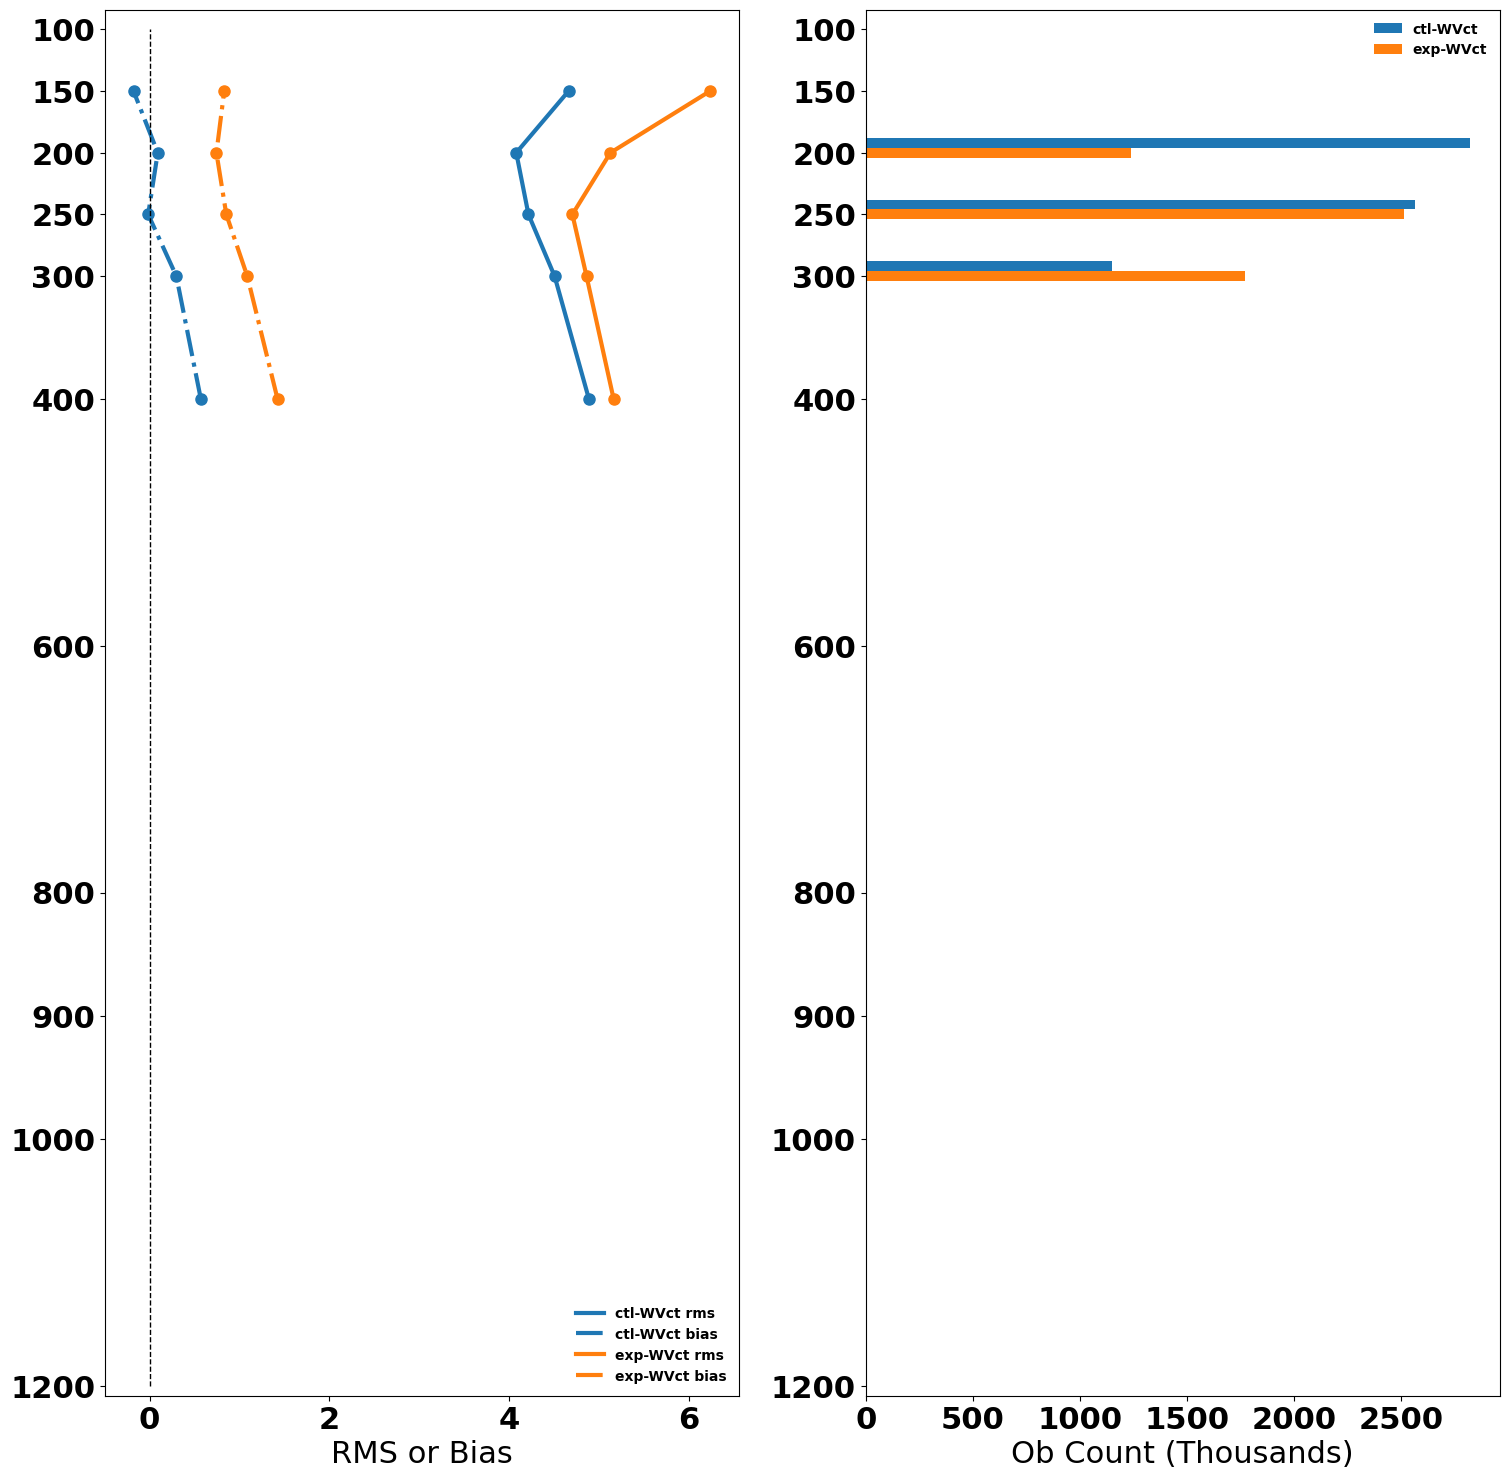 100
150
200
250
300
400
600
800
900
1000
1200
0 2 4 6
RMS or Bias
ctl-WVct rms
ctl-WVct bias
exp-WVct rms
exp-WVct bias
100
150
200
250
300
400
600
800
900
1000
1200
0 500 1000 1500 2000 2500
Ob Count (Thousands)
ctl-WVct
exp-WVct